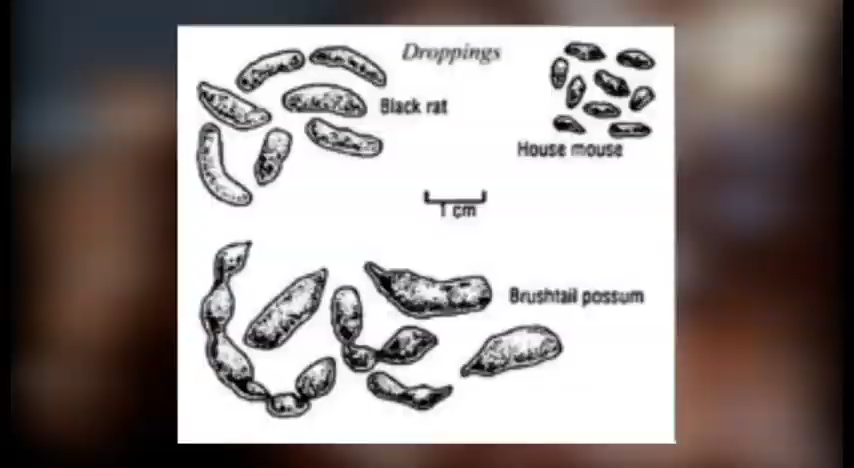 Droppings
Black rat
House mouse
1 cm
Brushtail possum